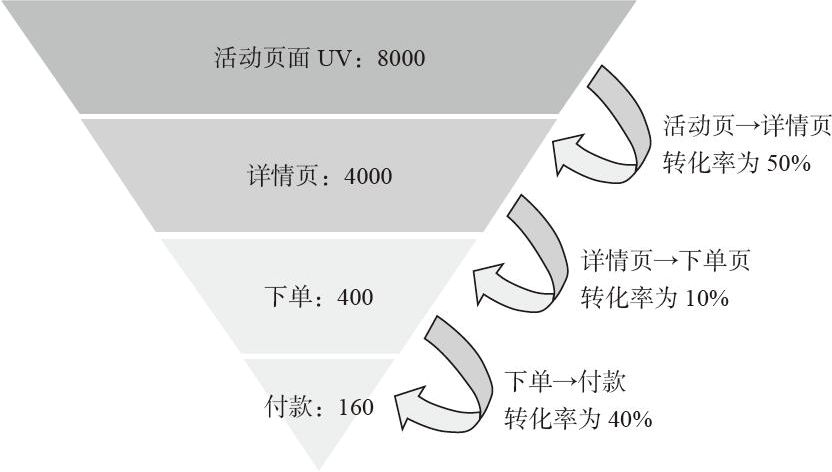 活动页面 UV：8000
活动页→详情页
转化率为 50%
详情页：4000
详情页→下单页
转化率为 10%
下单：400
下单→付款
转化率为 40%
付款：160